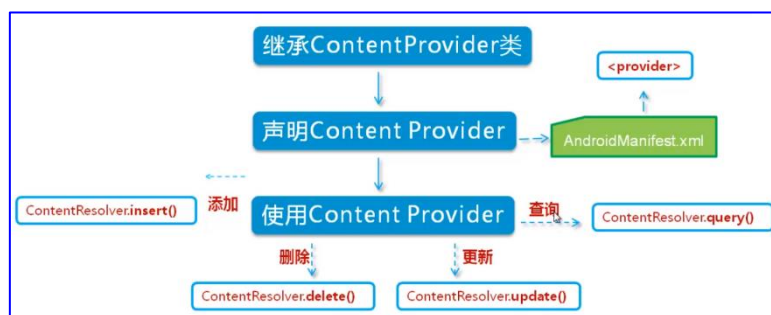 继承ContentProvider类
<provider>
声明Content Provider
AndroidManifest.xml
添加
ContentResolver.insert()
使用Content Provider
查询
ContentResolver.query()
删除
更新
ContentResolver.delete()
ContentResolver.update()